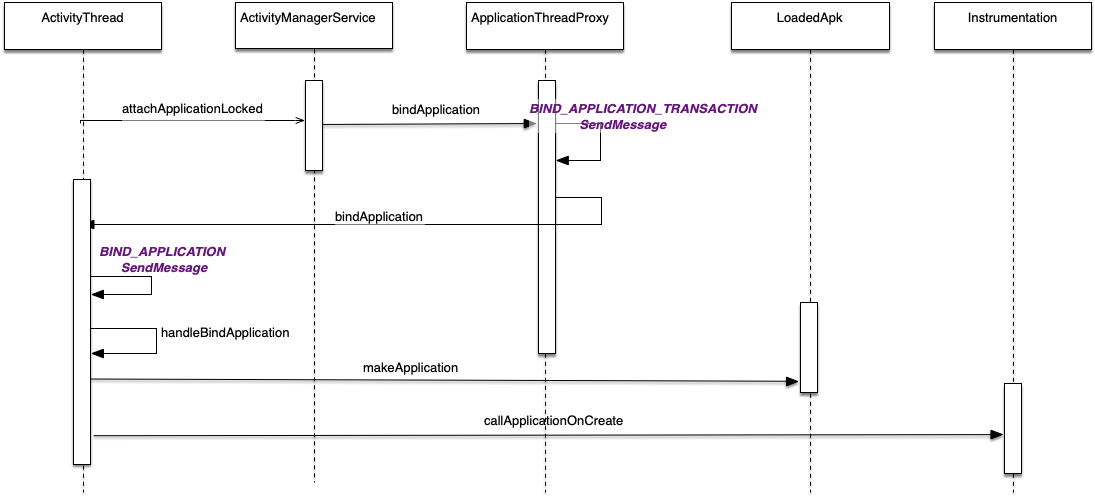 ActivityThread
ActivityManagerService
ApplicationThreadProxy
LoadedApk
Instrumentation
attachApplicationLocked
bindApplication
BIND_APPLICATION_TRANSACTION
SendMessage
bindApplication
BIND_APPLICATION
SendMessage
handleBindApplication
makeApplication
callApplicationOnCreate